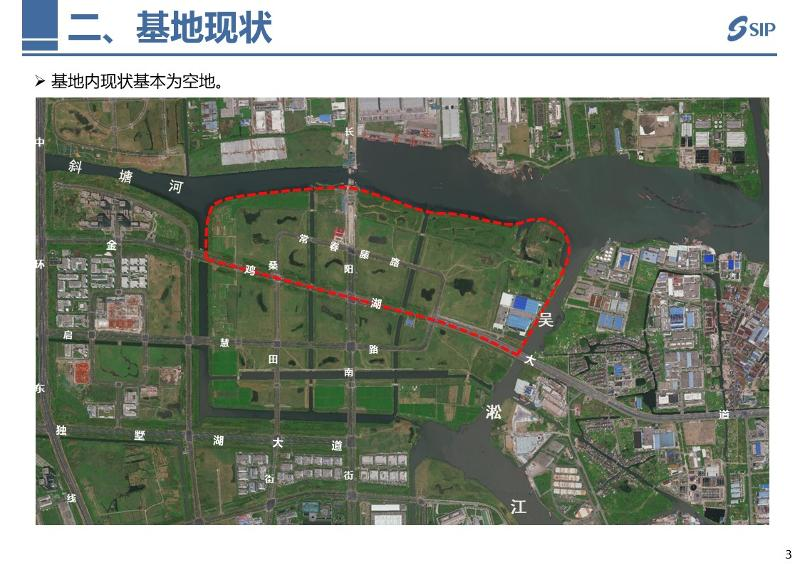 二、基地现状
SIP
➢ 基地内现状基本为空地。
斜塘河
中环东线
长阳南街
金鸡湖大道
常春藤路
桑田街
启慧路
独墅湖大道
吴淞江
3